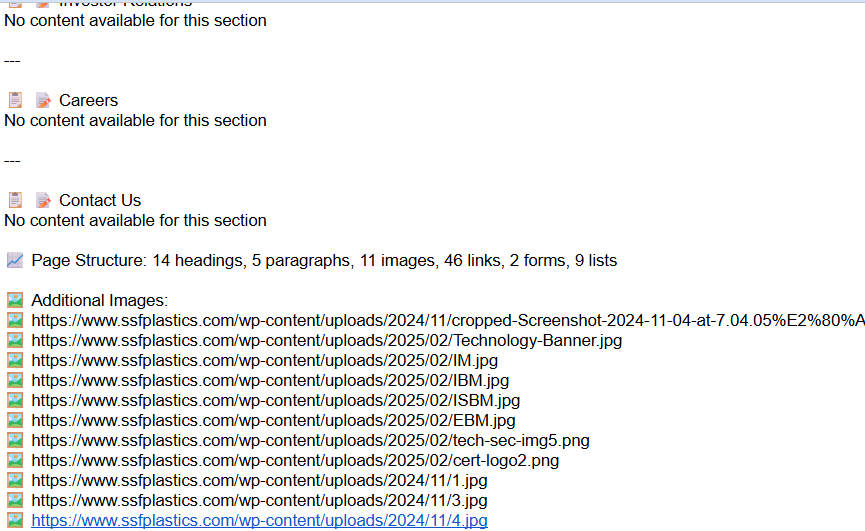 Investor Relations
No content available for this section
---
Careers
No content available for this section
---
Contact Us
No content available for this section
Page Structure: 14 headings, 5 paragraphs, 11 images, 46 links, 2 forms, 9 lists
Additional Images:
https://www.ssfplastics.com/wp-content/uploads/2024/11/cropped-Screenshot-2024-11-04-at-7.04.05%E2%80%A
https://www.ssfplastics.com/wp-content/uploads/2025/02/Technology-Banner.jpg
https://www.ssfplastics.com/wp-content/uploads/2025/02/IM.jpg
https://www.ssfplastics.com/wp-content/uploads/2025/02/IBM.jpg
https://www.ssfplastics.com/wp-content/uploads/2025/02/ISBM.jpg
https://www.ssfplastics.com/wp-content/uploads/2025/02/EBM.jpg
https://www.ssfplastics.com/wp-content/uploads/2025/02/tech-sec-img5.png
https://www.ssfplastics.com/wp-content/uploads/2025/02/cert-logo2.png
https://www.ssfplastics.com/wp-content/uploads/2024/11/1.jpg
https://www.ssfplastics.com/wp-content/uploads/2024/11/3.jpg
https://www.ssfplastics.com/wp-content/uploads/2024/11/4.jpg